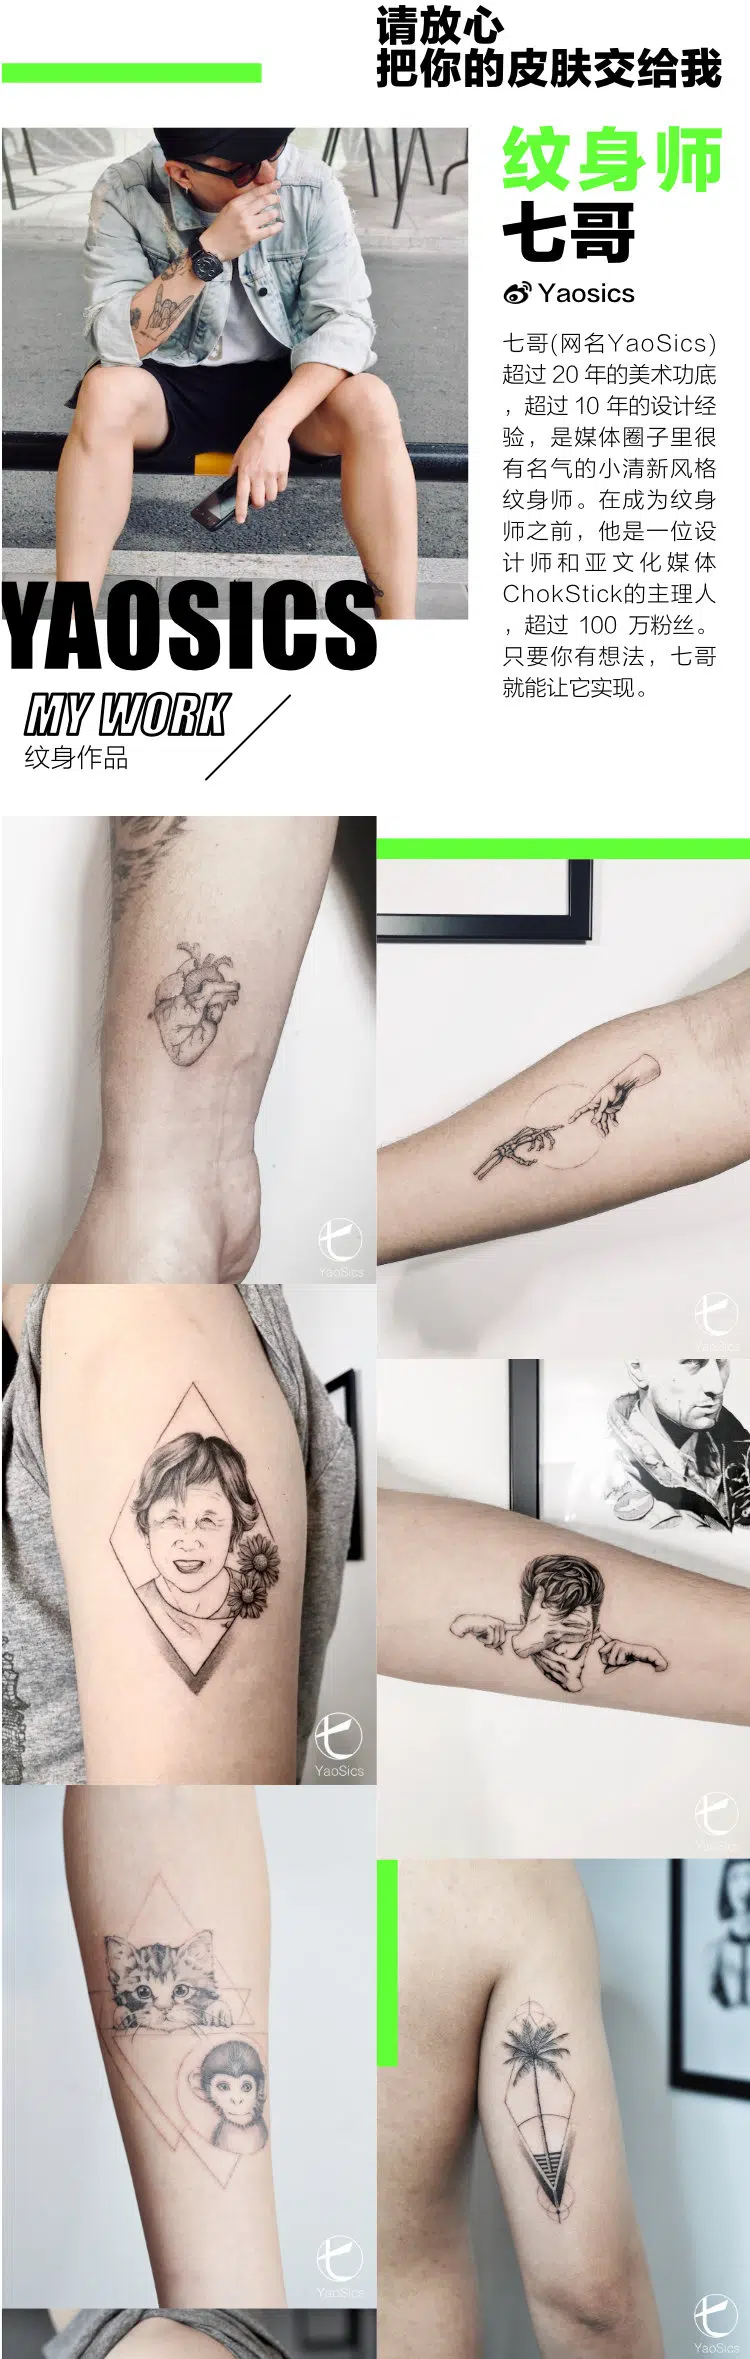 请放心
把你的皮肤交给我
纹身师
七哥
Yaosics
七哥(网名YaoSics)
超过 20 年的美术功底
，超过 10 年的设计经
验，是媒体圈子里很
有名气的小清新风格
纹身师。在成为纹身
师之前，他是一位设
计师和亚文化媒体
ChokStick的主理人
，超过 100 万粉丝。
只要你有想法，七哥
就能让它实现。
YAOSICS
MY WORK
纹身作品
七
YaoSics
七
YaoSics
七
YaoSics
七
YaoSics
七
YaoSics
七
YaoSics